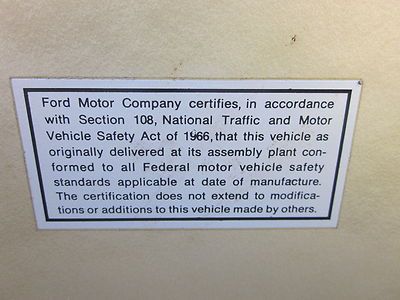 Ford Motor Company certifies, in accordance
with Section 108, National Traffic and Motor
Vehicle Safety Act of 1966, that this vehicle as
originally delivered at its assembly plant con-
formed to all Federal motor vehicle safety
standards applicable at date of manufacture.
The certification does not extend to modifica-
tions or additions to this vehicle made by others.